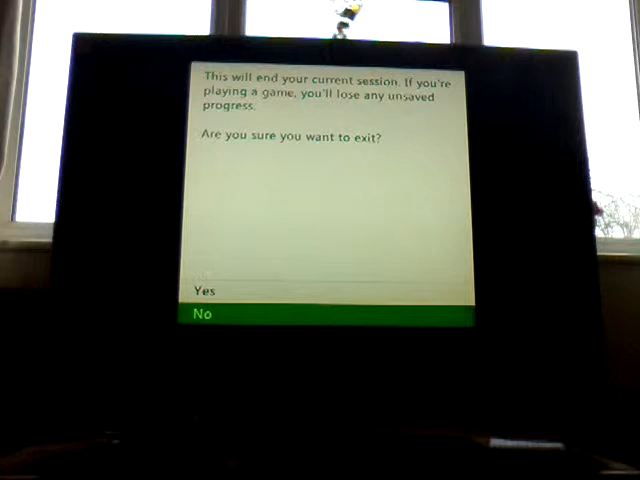 This will end your current session. If you're
playing a game, you'll lose any unsaved
progress.
Are you sure you want to exit?
Yes
No